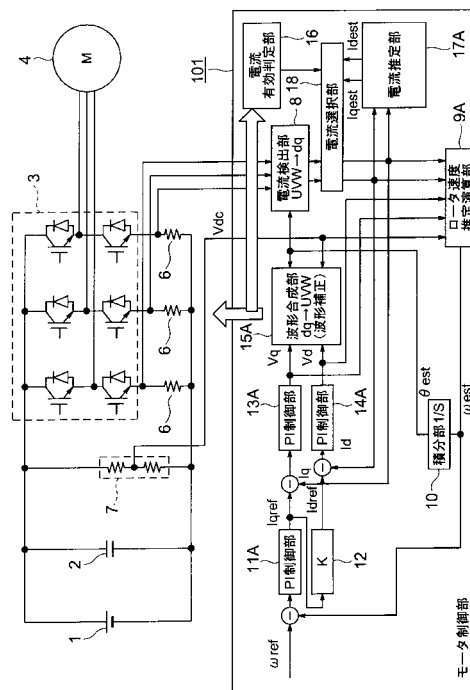 4
M
3
6
6
6
7
2
1
101
電流
有効判定部
16
18
電流選択部
8
電流検出部
UVW→dq
Idest
Iqest
17A
電流推定部
9A
ロータ速度
推定演算部
Vdc
15A
波形合成部
dq→UVW
(波形補正)
Vq
Vd
13A
PI制御部
14A
PI制御部
Iq
Id
Iqref
Idref
11A
PI制御部
12
K
θest
10
積分部1/S
ωest
ωref
モータ制御部